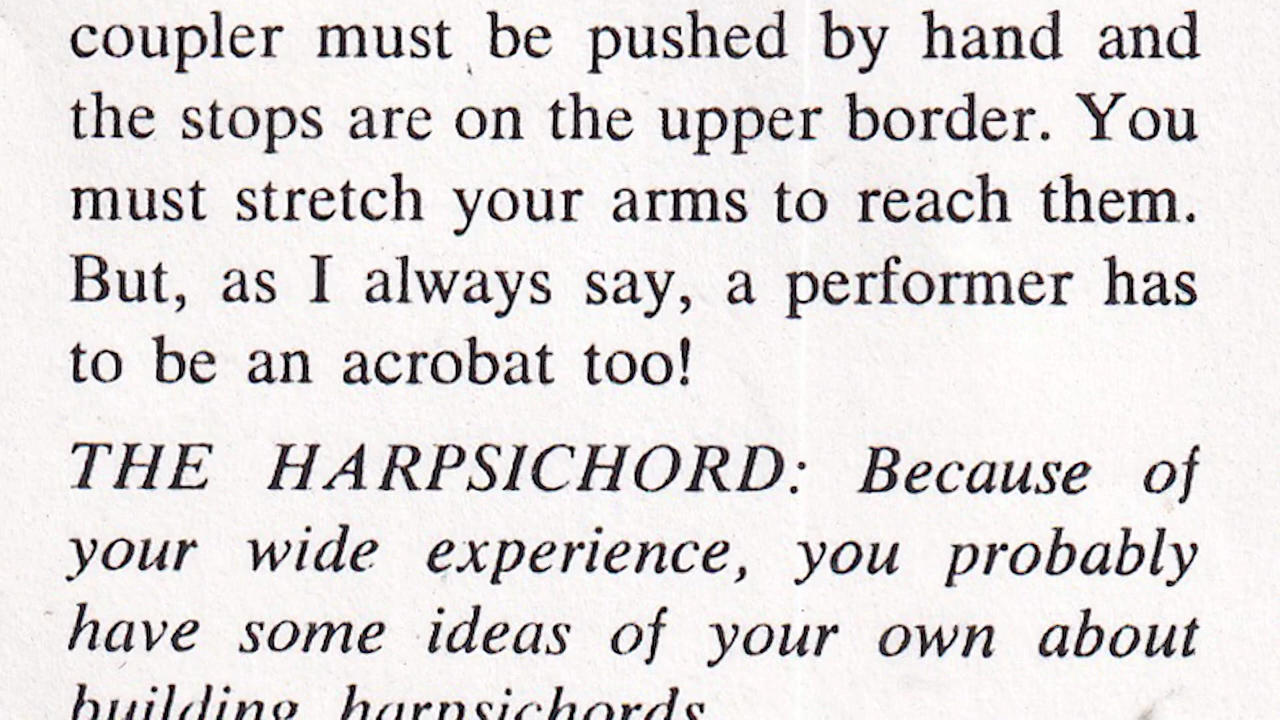 coupler must be pushed by hand and
the stops are on the upper border. You
must stretch your arms to reach them.
But, as I always say, a performer has
to be an acrobat too!
THE HARPSICHORD: Because of
your wide experience, you probably
have some ideas of your own about
building harpsichords